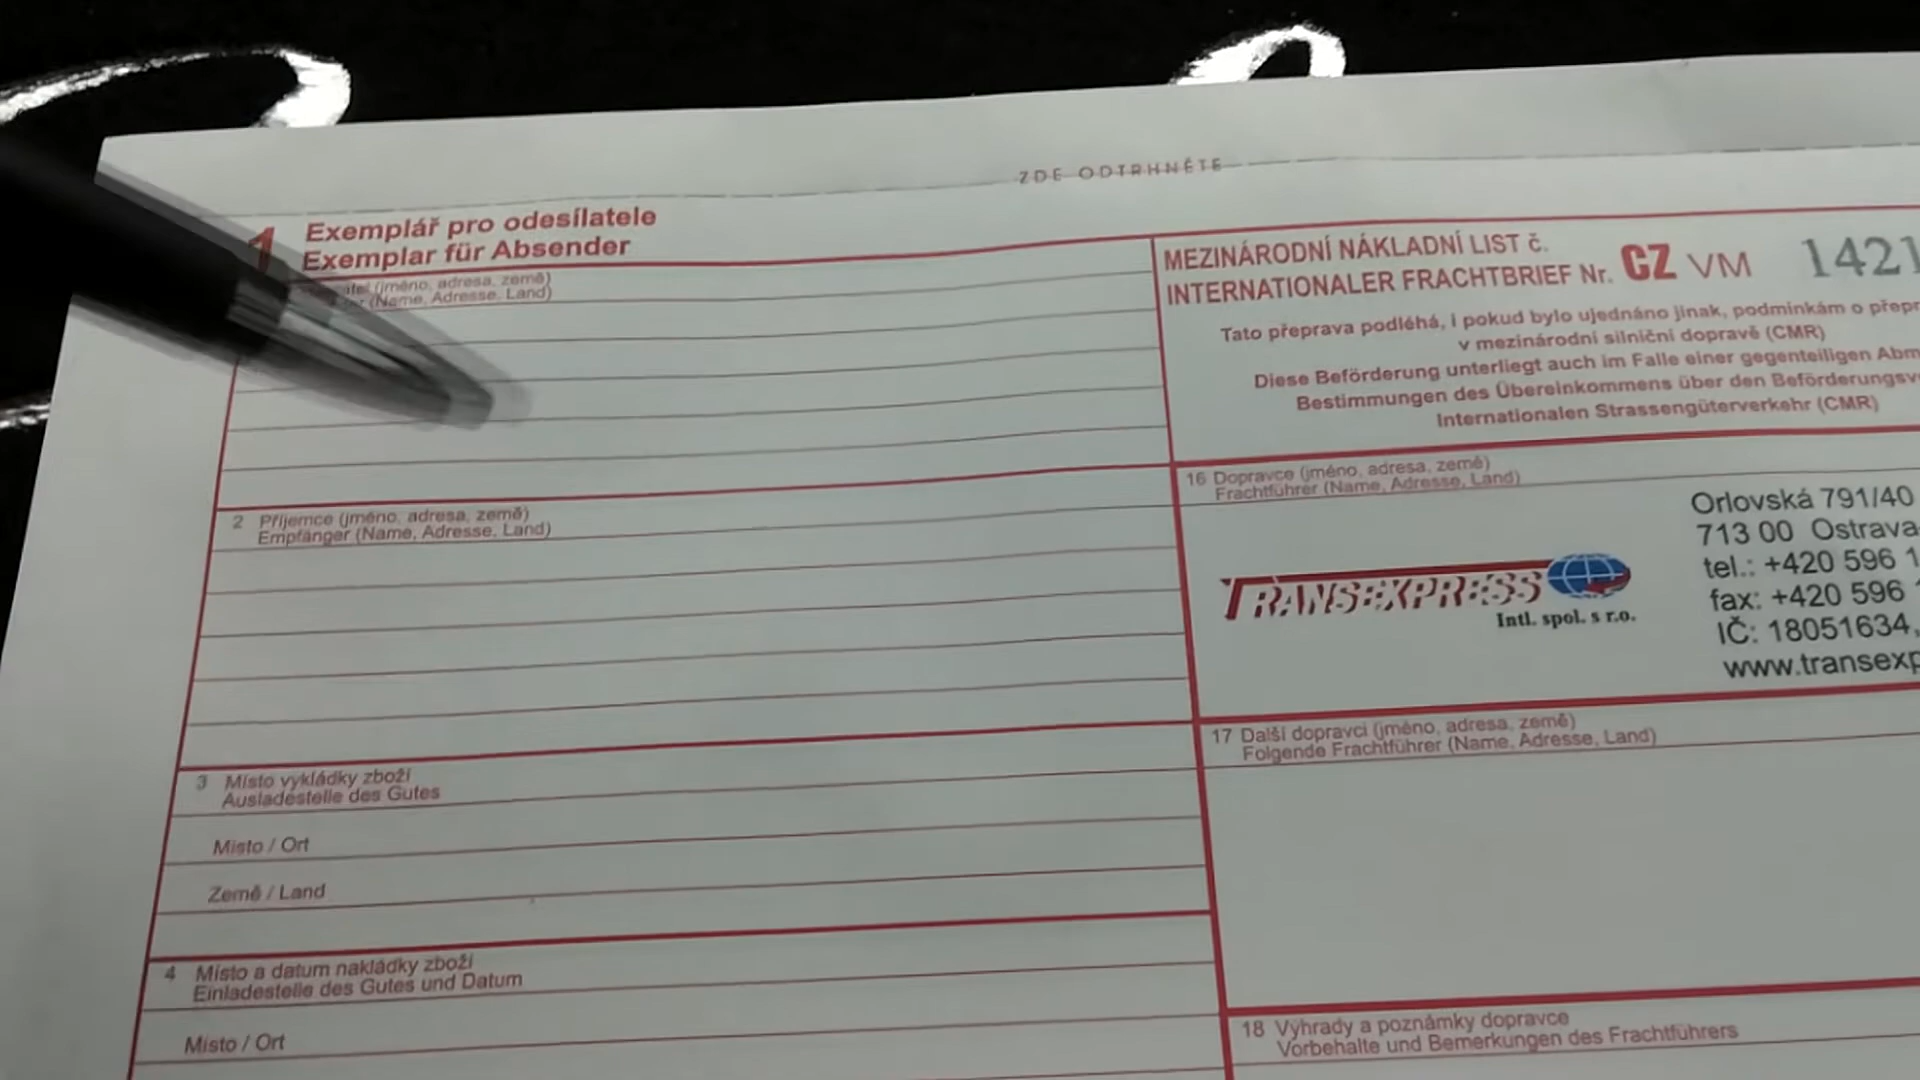 ZDE ODTRHNĚTE
1 Exemplář pro odesílatele
Exemplar für Absender
(jméno, adresa, země)
(Name, Adresse, Land)
MEZINÁRODNÍ NÁKLADNÍ LIST č.
INTERNATIONALER FRACHTBRIEF Nr. CZ VM 1421
Tato přeprava podléhá, i pokud bylo ujednáno jinak, podmínkám o
v mezinárodní silniční dopravě (CMR)
Diese Beförderung unterliegt auch im Falle einer gegenteiligen
Bestimmungen des Übereinkommens über den
Internationalen Strassengüterverkehr (CMR)
2 Příjemce (jméno, adresa, země)
Empfänger (Name, Adresse, Land)
16 Dopravce (jméno, adresa, země)
Frachtführer (Name, Adresse, Land)
TRANSEXPRESS
Intl. spol. s r.o.
Orlovská 791/40
713 00 Ostrava
tel.: +420 596 1
fax: +420 596
IČ: 18051634,
www.transexp
3 Místo vykládky zboží
Ausladestelle des Gutes
Místo / Ort
Země / Land
17 Další dopravci (jméno, adresa, země)
Folgende Frachtführer (Name, Adresse, Land)
4 Místo a datum nakládky zboží
Einladestelle des Gutes und Datum
Místo / Ort
18 Výhrady a poznámky dopravce
Vorbehalte und Bemerkungen des Frachtführers